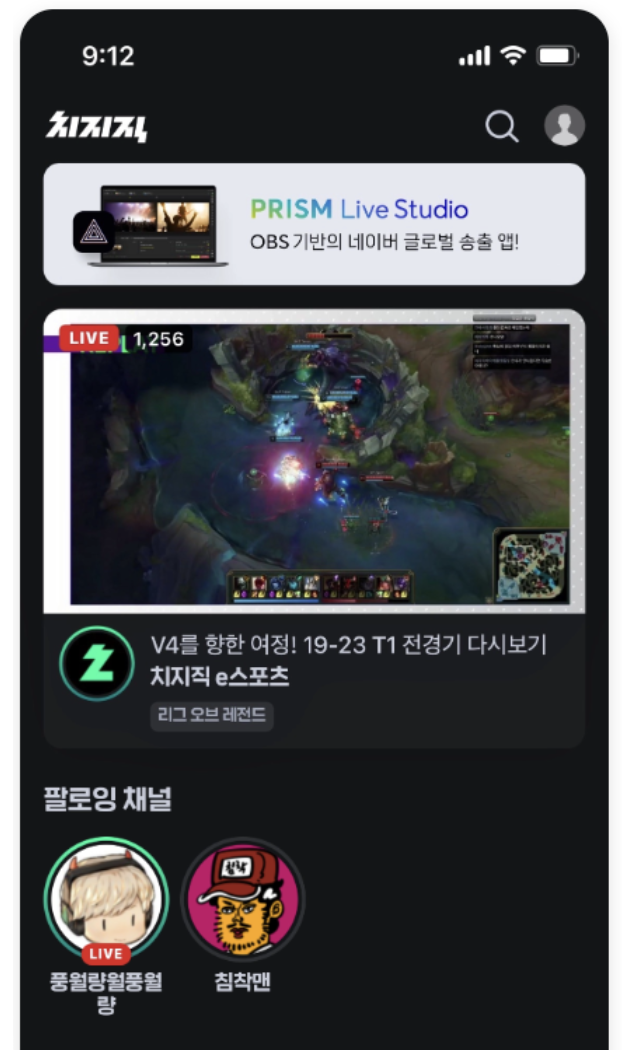 9:12
치지직
PRISM Live Studio
OBS 기반의 네이버 글로벌 송출 앱!
LIVE 1,256
V4를 향한 여정! 19-23 T1 전경기 다시보기
치지직 e스포츠
리그 오브 레전드
팔로잉 채널
침착
LIVE
풍월량월풍월
량
침착맨